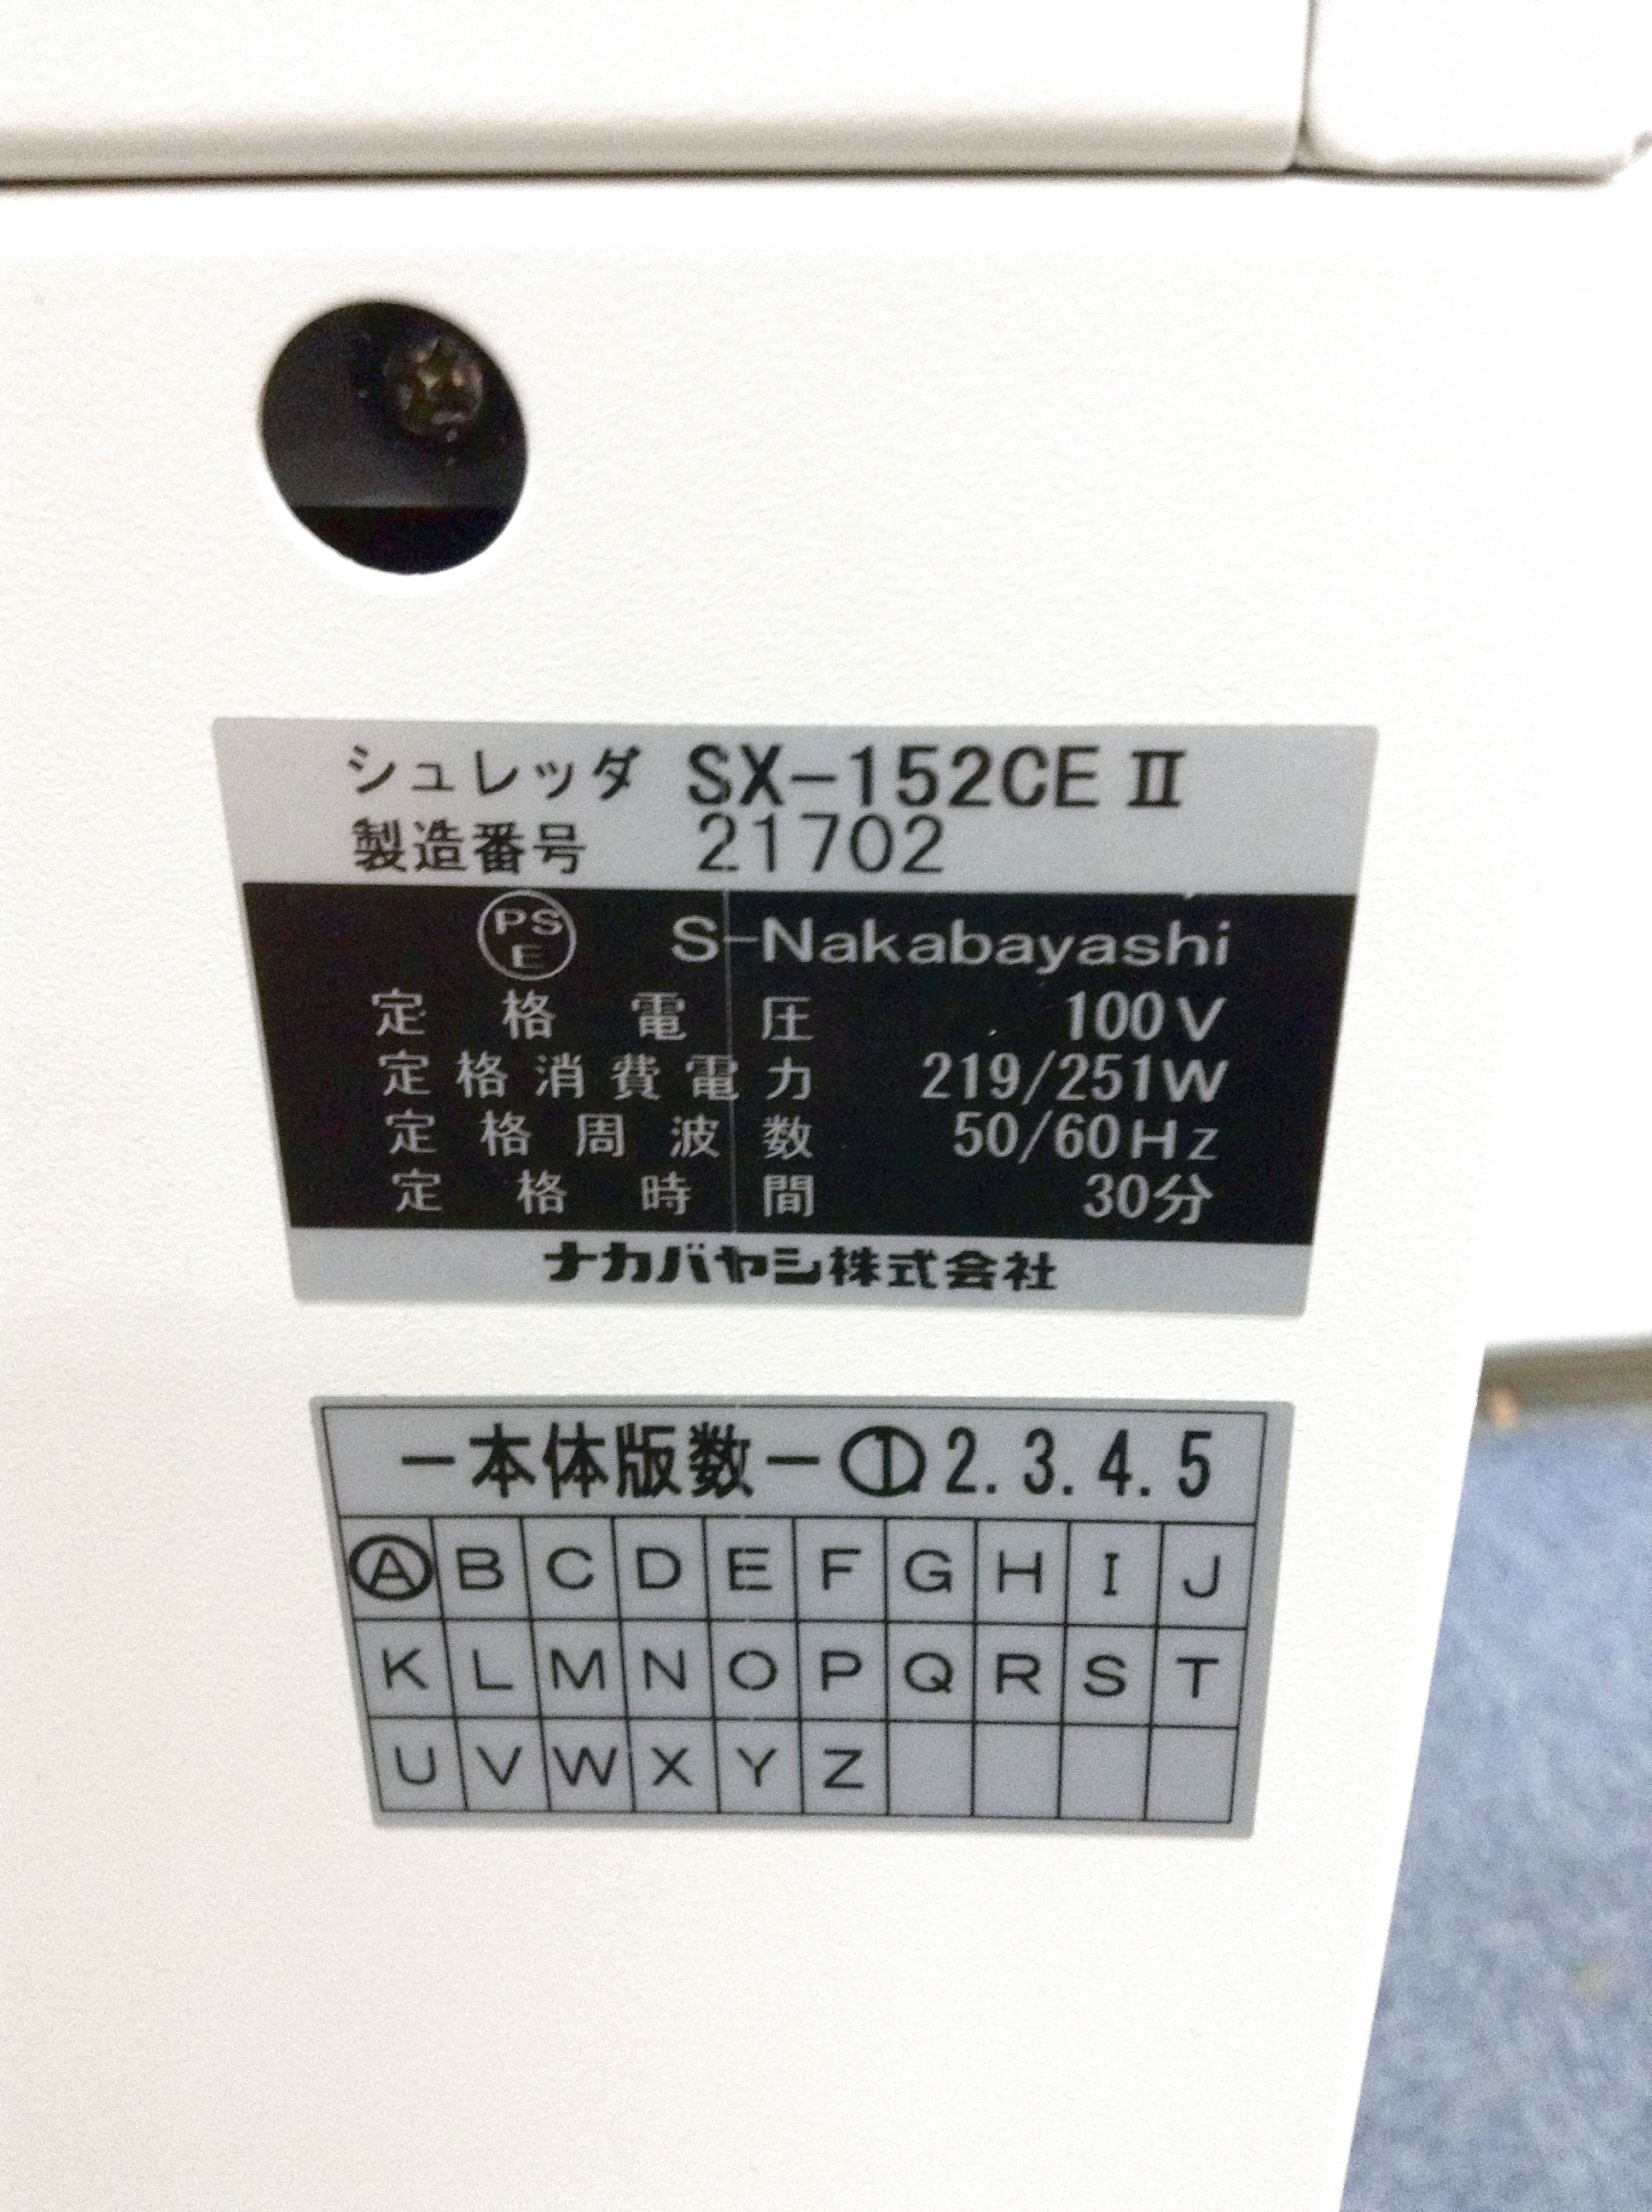 シュレッダ SX-152CE II
製造番号 21702
PS
E
S-Nakabayashi
定格電圧 100V
定格消費電力 219/251W
定格周波数 50/60Hz
定格時間 30分
ナカバヤシ株式会社
-本体版数- 1.2.3.4.5
A B C D E F G H I J
K L M N O P Q R S T
U V W X Y Z